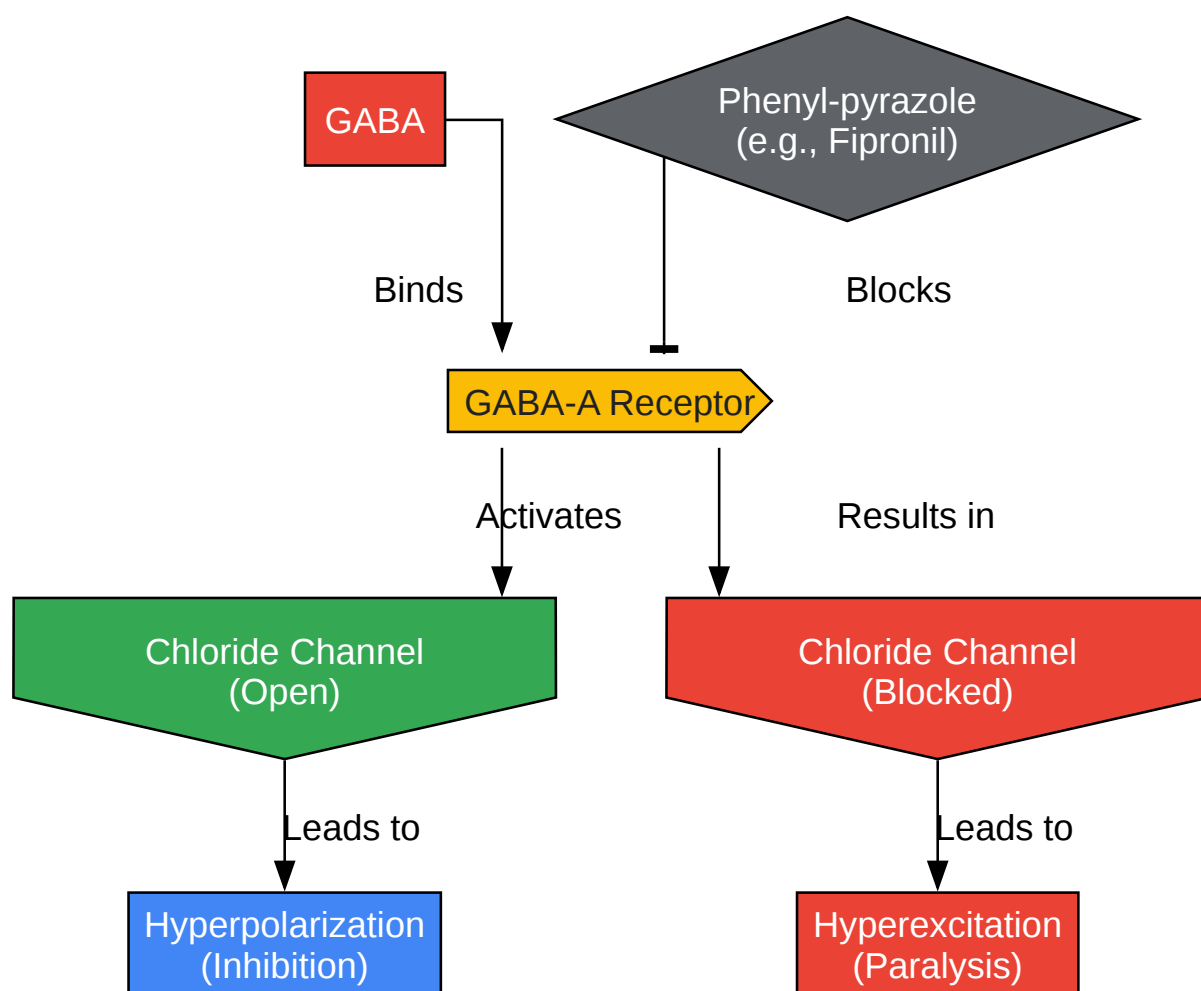 GABA
Phenyl-pyrazole
(e.g., Fipronil)
Binds
Blocks
GABA-A Receptor
Activates
Results in
Chloride Channel
(Open)
Chloride Channel
(Blocked)
Leads to
Leads to
Hyperpolarization
(Inhibition)
Hyperexcitation
(Paralysis)